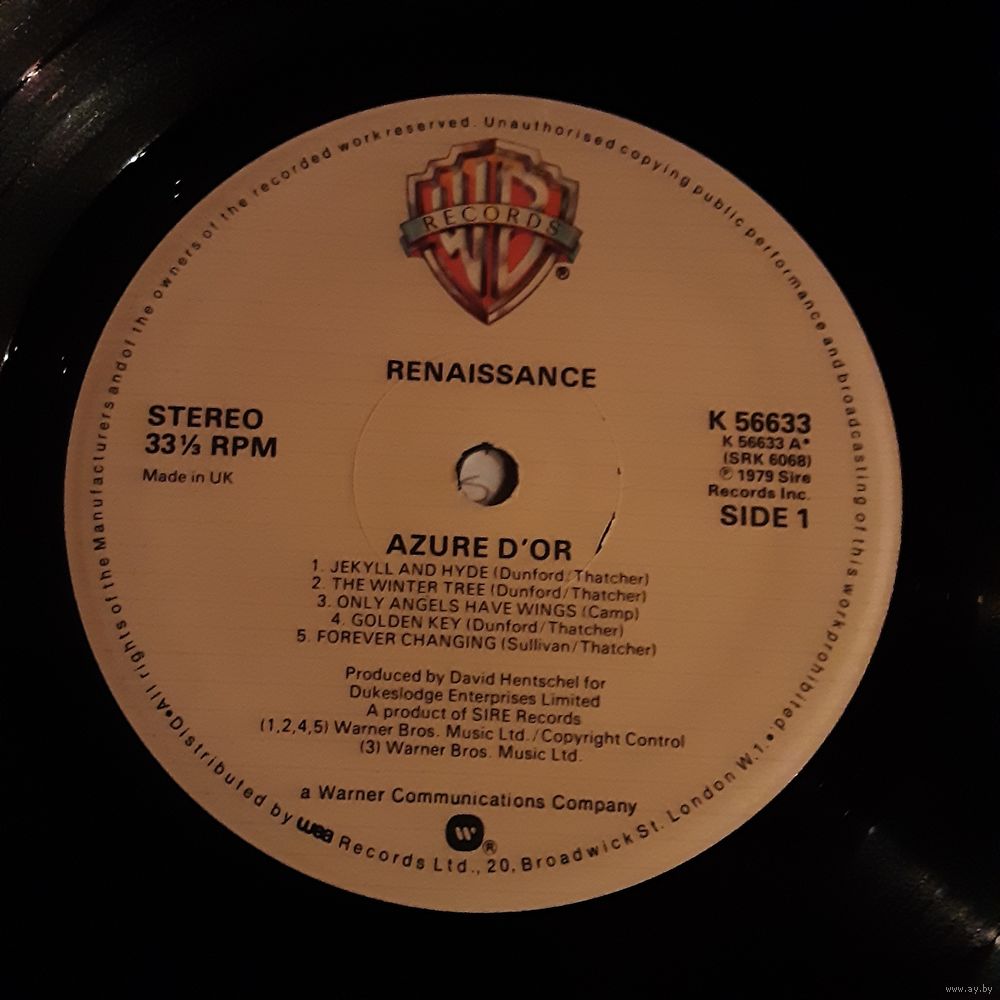 All rights of the Manufacturers and of the owners of the recorded work reserved. Unauthorised copying public performance and broadcasting of this work prohibited.
WB
RECORDS
®
RENAISSANCE
STEREO
33⅓ RPM
Made in UK
K 56633
K 56633 A*
(SRK 6068)
℗ 1979 Sire
Records Inc.
SIDE 1
AZURE D'OR
1. JEKYLL AND HYDE (Dunford/Thatcher)
2. THE WINTER TREE (Dunford/Thatcher)
3. ONLY ANGELS HAVE WINGS (Camp)
4. GOLDEN KEY (Dunford/Thatcher)
5. FOREVER CHANGING (Sullivan/Thatcher)
Produced by David Hentschel for
Dukeslodge Enterprises Limited
A product of SIRE Records
(1,2,4,5) Warner Bros. Music Ltd./Copyright Control
(3) Warner Bros. Music Ltd.
a Warner Communications Company
W ®
•Distributed by wea Records Ltd., 20, Broadwick St. London W.1.•
www.ay.by